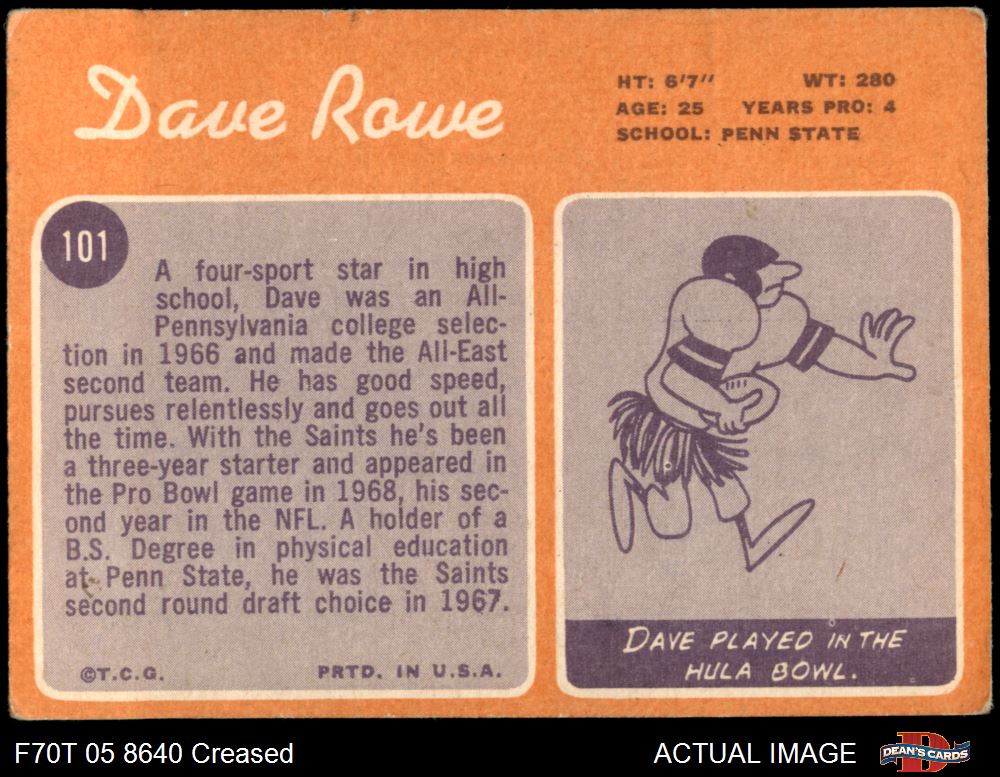 Dave Rowe
HT: 6'7" WT: 280
AGE: 25 YEARS PRO: 4
SCHOOL: PENN STATE
101
A four-sport star in high
school, Dave was an All-
Pennsylvania college selec-
tion in 1966 and made the All-East
second team. He has good speed,
pursues relentlessly and goes out all
the time. With the Saints he's been
a three-year starter and appeared in
the Pro Bowl game in 1968, his sec-
ond year in the NFL. A holder of a
B.S. Degree in physical education
at Penn State, he was the Saints
second round draft choice in 1967.
©T.C.G. PRTD. IN U.S.A.
DAVE PLAYED IN THE
HULA BOWL.
F70T 05 8640 Creased
ACTUAL IMAGE
DEAN'S CARDS